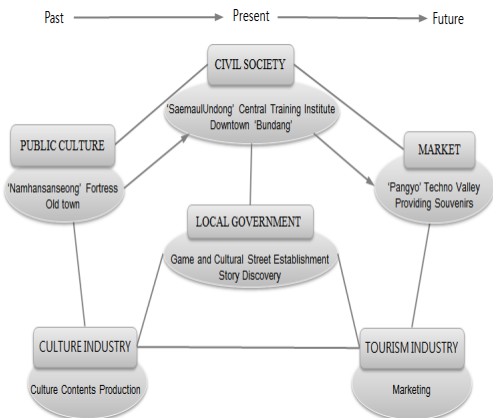 Past Present Future
CIVIL SOCIETY
'SaemaulUndong' Central Training Institute
Downtown 'Bundang'
PUBLIC CULTURE
'Namhansanseong' Fortress
Old town
MARKET
'Pangyo' Techno Valley
Providing Souvenirs
LOCAL GOVERNMENT
Game and Cultural Street Establishment
Story Discovery
CULTURE INDUSTRY
Culture Contents Production
TOURISM INDUSTRY
Marketing